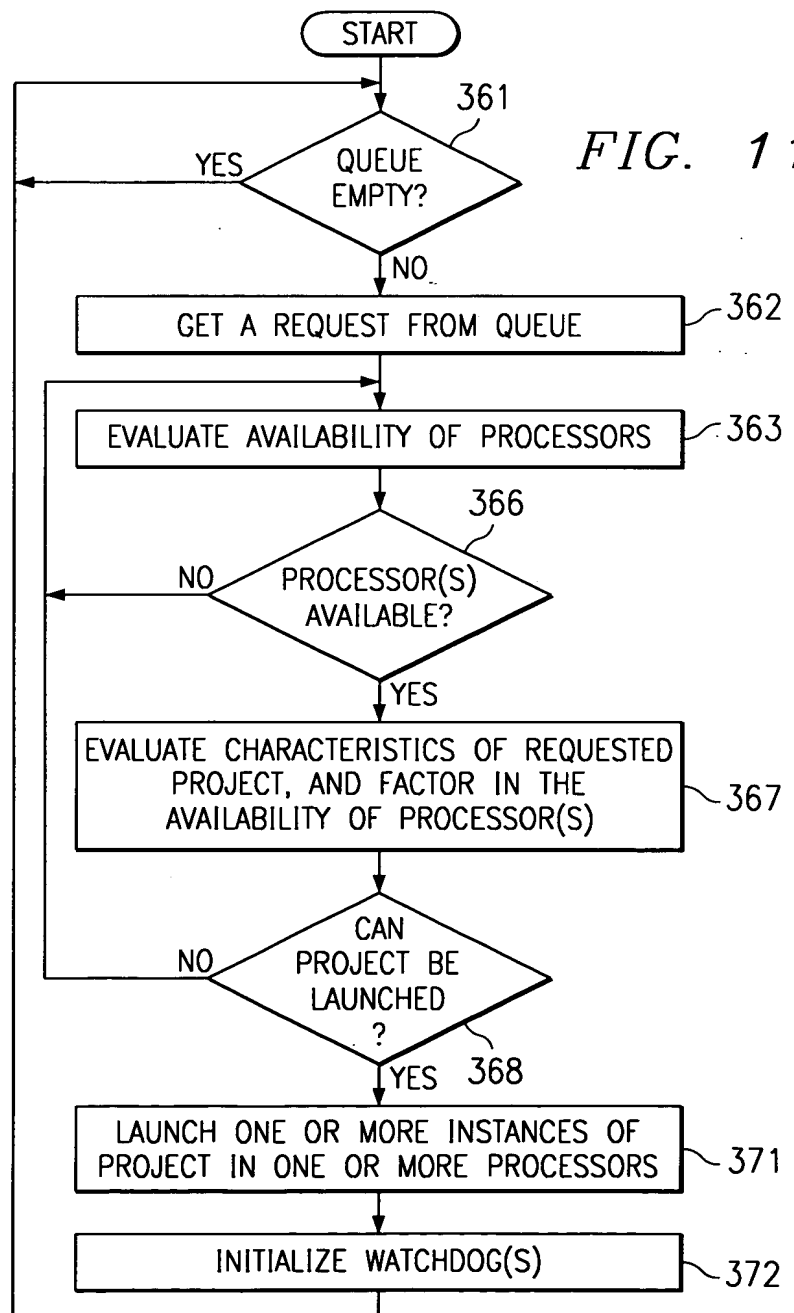 START
361
FIG. 11
YES
QUEUE
EMPTY?
NO
GET A REQUEST FROM QUEUE
362
EVALUATE AVAILABILITY OF PROCESSORS
363
366
NO
PROCESSOR(S)
AVAILABLE?
YES
EVALUATE CHARACTERISTICS OF REQUESTED
PROJECT, AND FACTOR IN THE
AVAILABILITY OF PROCESSOR(S)
367
NO
CAN
PROJECT BE
LAUNCHED
?
368
YES
LAUNCH ONE OR MORE INSTANCES OF
PROJECT IN ONE OR MORE PROCESSORS
371
INITIALIZE WATCHDOG(S)
372